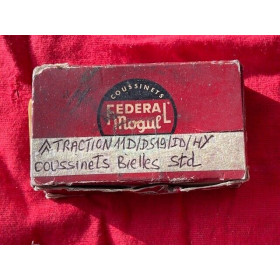 COUSSINETS
FEDERAL
Mogul
TRACTION 11D/DS19/ID/HY
COUSSINETS Bielles Std